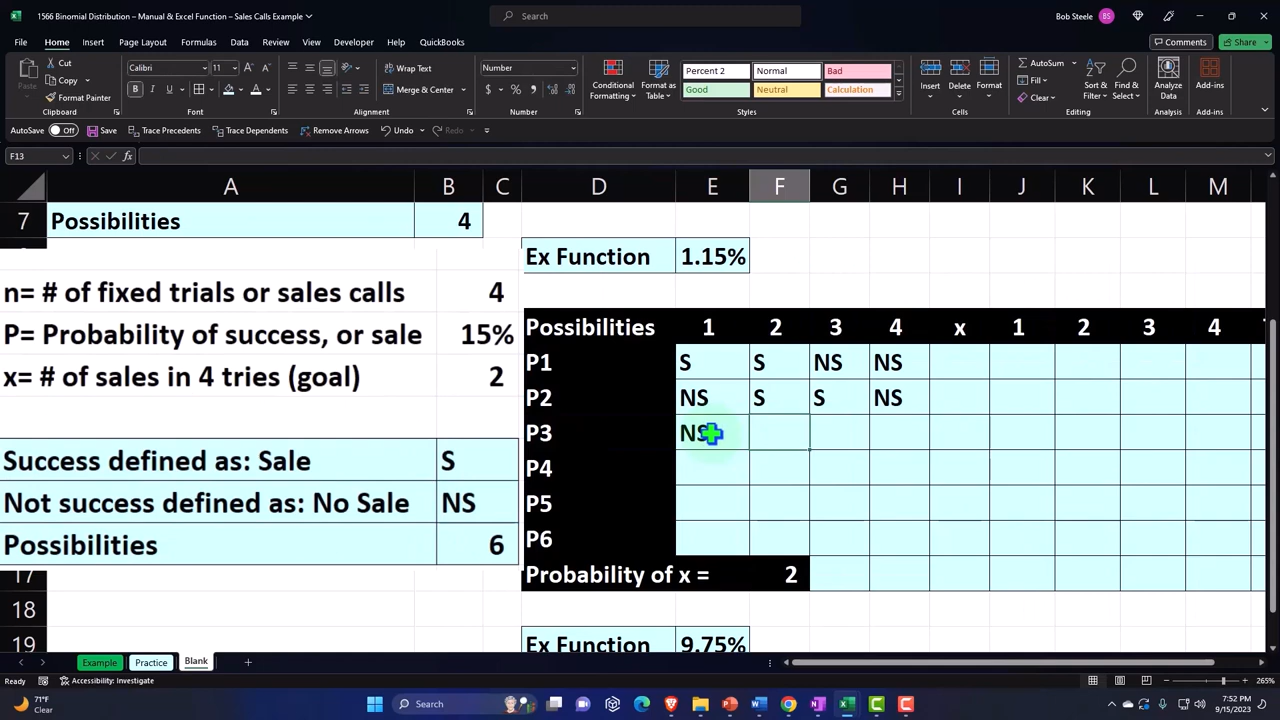 1566 Binomial Distribution – Manual & Excel Function – Sales Calls Example
Search
Bob Steele BS
File Home Insert Page Layout Formulas Data Review View Developer Help QuickBooks Comments Share
Cut
Copy
Format Painter
Paste
Clipboard
Calibri 11
B I U
Font
Wrap Text
Merge & Center
Alignment
Number
$ % ,
Number
Conditional Formatting
Format as Table
Percent 2 Normal Bad
Good Neutral Calculation
Styles
Insert Delete Format
Cells
AutoSum
Fill
Clear
Sort & Filter
Find & Select
Editing
Analyze Data
Analysis
Add-ins
Add-ins
AutoSave Off Save Trace Precedents Trace Dependents Remove Arrows Undo Redo
F13 fx
A B C D E F G H I J K L M
7 Possibilities 4
Ex Function 1.15%
n= # of fixed trials or sales calls 4
P= Probability of success, or sale 15%
x= # of sales in 4 tries (goal) 2
Success defined as: Sale S
Not success defined as: No Sale NS
Possibilities 6
Possibilities 1 2 3 4 x 1 2 3 4
P1 S S NS NS
P2 NS S S NS
P3 NS
P4
P5
P6
17 Probability of x = 2
18
19 Ex Function 9.75%
Example Practice Blank
Ready Accessibility: Investigate 265%
71°F
Clear
Search
7:52 PM
9/15/2023